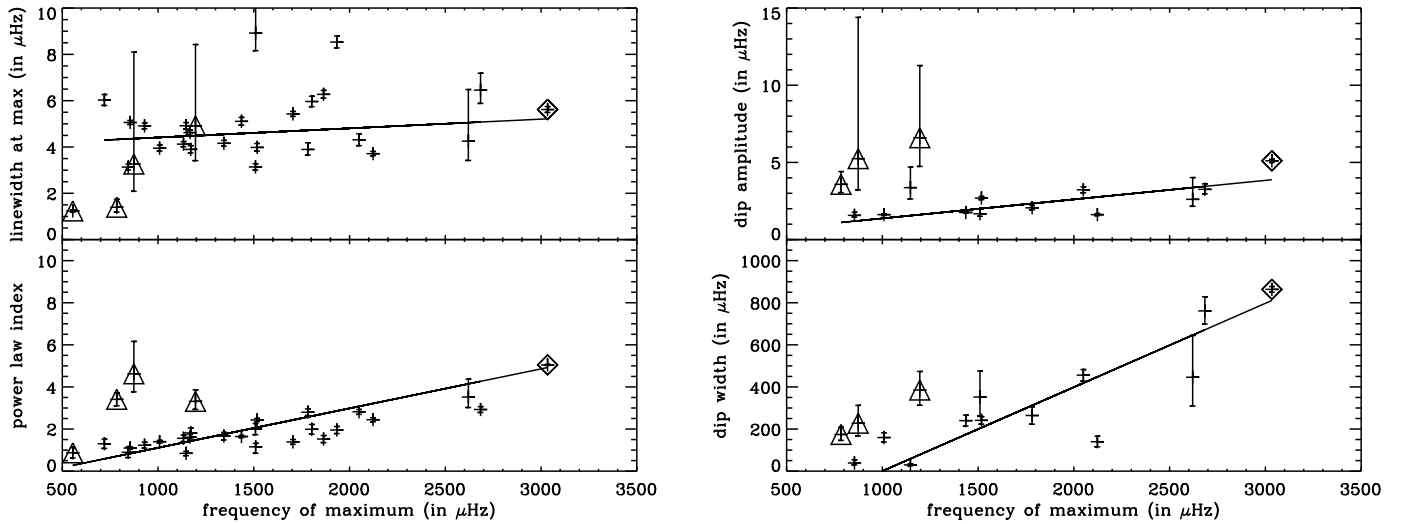 linewidth at max (in μHz)
10
8
6
4
2
0
power law index
10
8
6
4
2
0
500 1000 1500 2000 2500 3000 3500
frequency of maximum (in μHz)
dip amplitude (in μHz)
15
10
5
0
dip width (in μHz)
1000
800
600
400
200
0
500 1000 1500 2000 2500 3000 3500
frequency of maximum (in μHz)